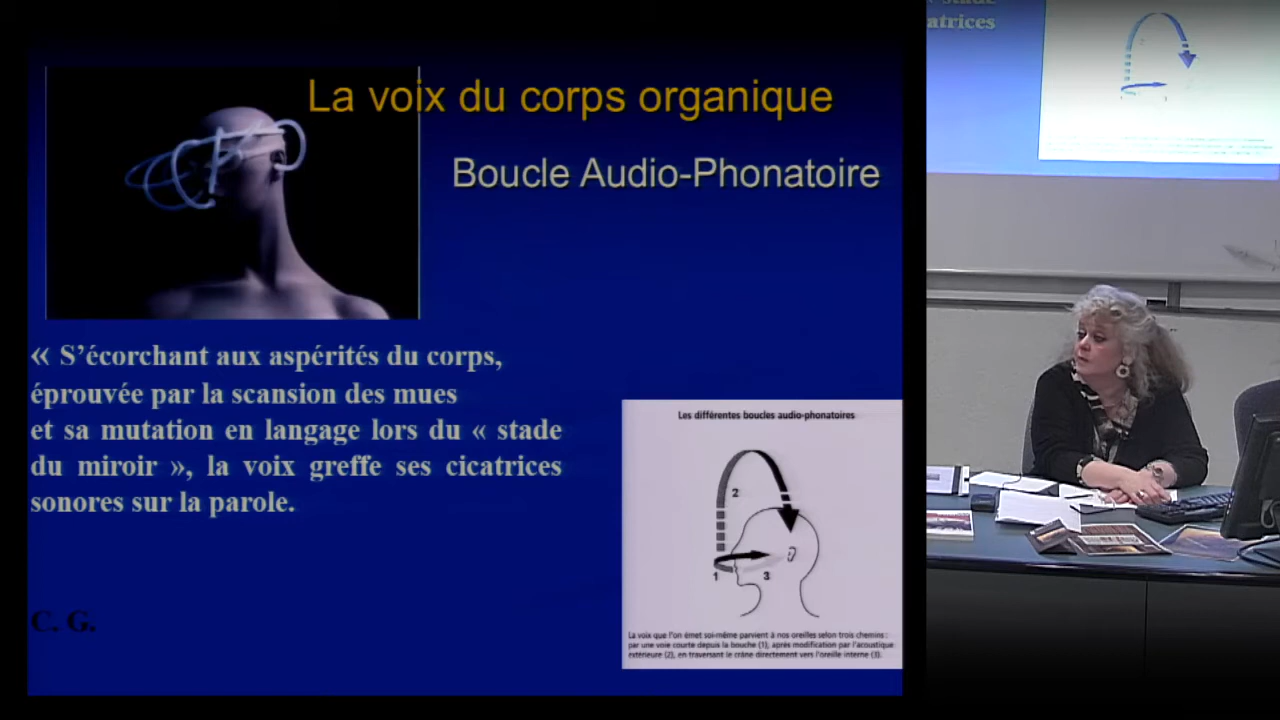 La voix du corps organique
Boucle Audio-Phonatoire
« S'écorchant aux aspérités du corps,
éprouvée par la scansion des mues
et sa mutation en langage lors du « stade
du miroir », la voix greffe ses cicatrices
sonores sur la parole.
C. G.
Les différentes boucles audio-phonatoires
2
1
3
La voix que l'on émet soi-même parvient à nos oreilles selon trois chemins :
par une voie courte depuis la bouche (1), après modification par l'acoustique
extérieure (2), en traversant le crâne directement vers l'oreille interne (3).
stade
atrices